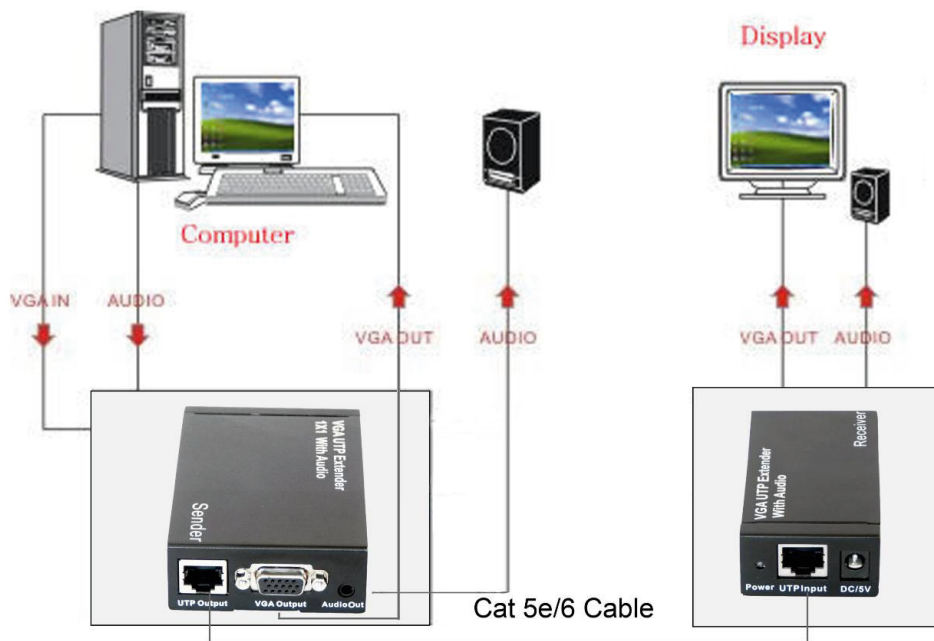 Display
Computer
VGA IN
AUDIO
VGA OUT
AUDIO
VGA OUT
AUDIO
VGA UTP Extender
1X1 With Audio
Sender
UTP Output
VGA Output
AudioOut
Cat 5e/6 Cable
Receiver
VGA UTP Extender
With Audio
Power
UTP Input
DC/5V